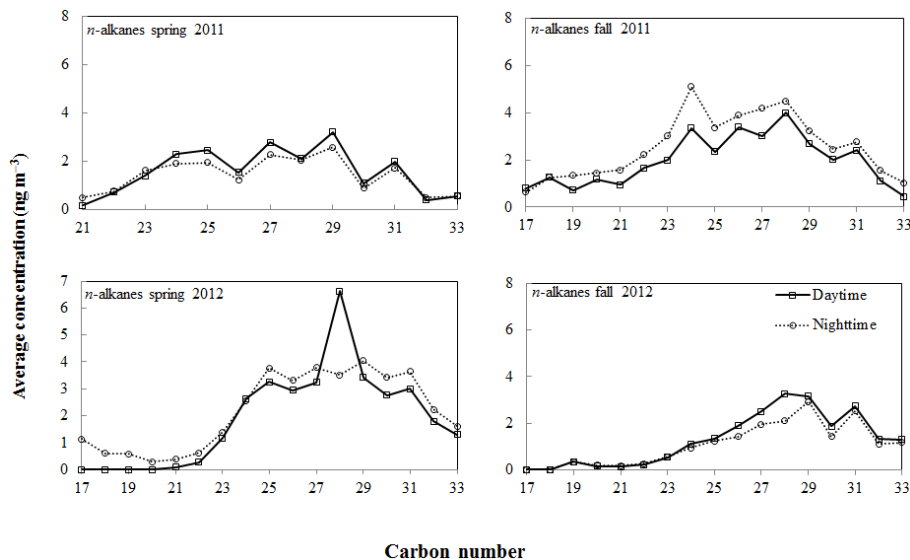 n-alkanes spring 2011
8
6
4
2
0
21 23 25 27 29 31 33
n-alkanes fall 2011
8
6
4
2
0
17 19 21 23 25 27 29 31 33
Average concentration (ng m⁻³)
n-alkanes spring 2012
7
6
5
4
3
2
1
0
17 19 21 23 25 27 29 31 33
n-alkanes fall 2012
8
6
4
2
0
Daytime
Nighttime
17 19 21 23 25 27 29 31 33
Carbon number